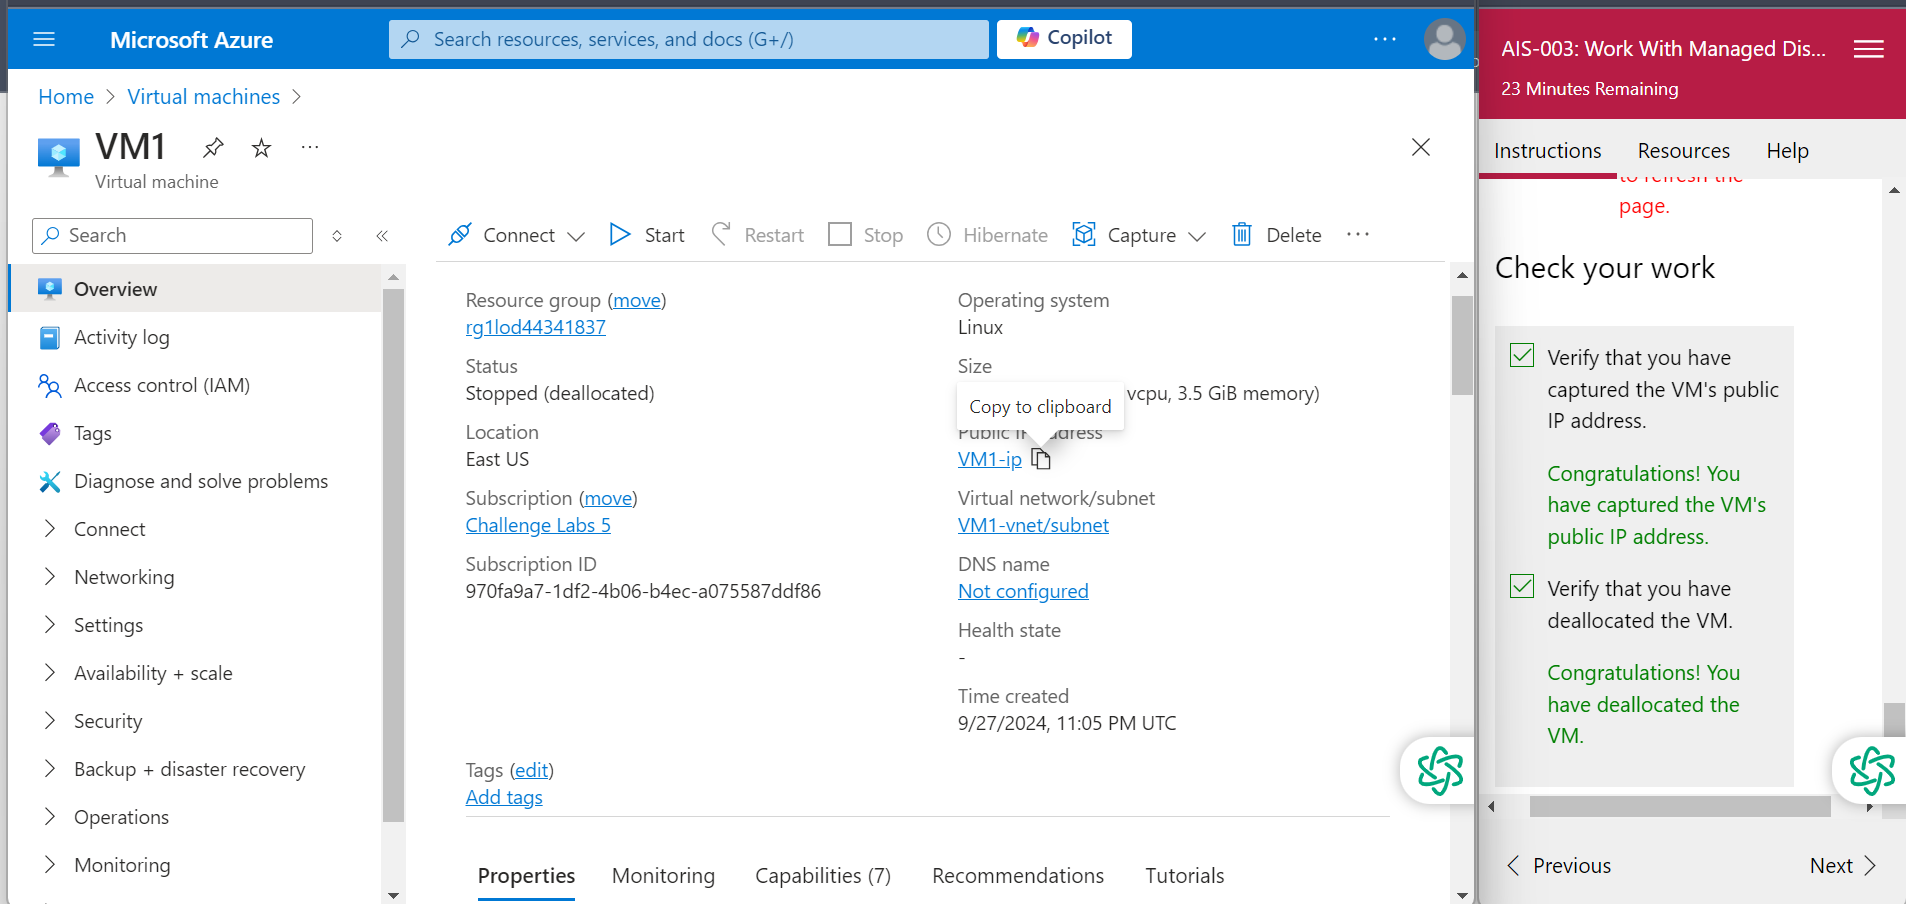 Microsoft Azure
Search resources, services, and docs (G+/)
Copilot
Home
Virtual machines
VM1
Virtual machine
Search
Overview
Activity log
Access control (IAM)
Tags
Diagnose and solve problems
Connect
Networking
Settings
Availability + scale
Security
Backup + disaster recovery
Operations
Monitoring
Connect
Start
Restart
Stop
Hibernate
Capture
Delete
Resource group (move)
rg1lod44341837
Status
Stopped (deallocated)
Location
East US
Subscription (move)
Challenge Labs 5
Subscription ID
970fa9a7-1df2-4b06-b4ec-a075587ddf86
Operating system
Linux
Size
vcpu, 3.5 GiB memory)
Copy to clipboard
Public IP address
VM1-ip
Virtual network/subnet
VM1-vnet/subnet
DNS name
Not configured
Health state
-
Time created
9/27/2024, 11:05 PM UTC
Tags (edit)
Add tags
Properties
Monitoring
Capabilities (7)
Recommendations
Tutorials
AIS-003: Work With Managed Dis...
23 Minutes Remaining
Instructions
Resources
Help
to refresh the
page.
Check your work
Verify that you have
captured the VM's public
IP address.
Congratulations! You
have captured the VM's
public IP address.
Verify that you have
deallocated the VM.
Congratulations! You
have deallocated the
VM.
Previous
Next